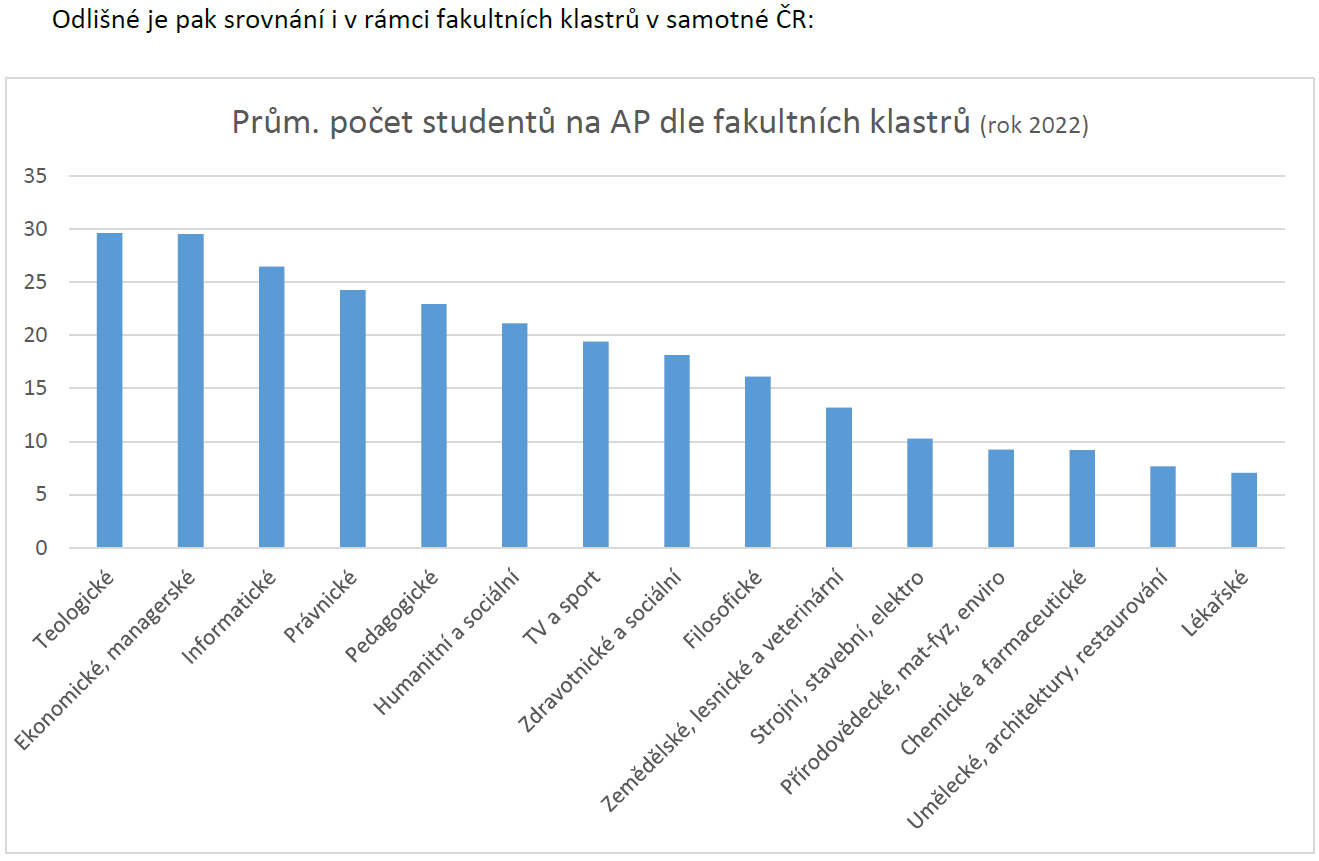 Odlišné je pak srovnání i v rámci fakultních klastrů v samotné ČR:
Prům. počet studentů na AP dle fakultních klastrů (rok 2022)
35
30
25
20
15
10
5
0
Teologické
Ekonomické, managerské
Informatické
Právnické
Pedagogické
Humanitní a sociální
TV a sport
Zdravotnické a sociální
Filosofické
Zemědělské, lesnické a veterinární
Strojní, stavební, elektro
Přírodovědecké, mat-fyz, enviro
Chemické a farmaceutické
Umělecké, architektury, restaurování
Lékařské